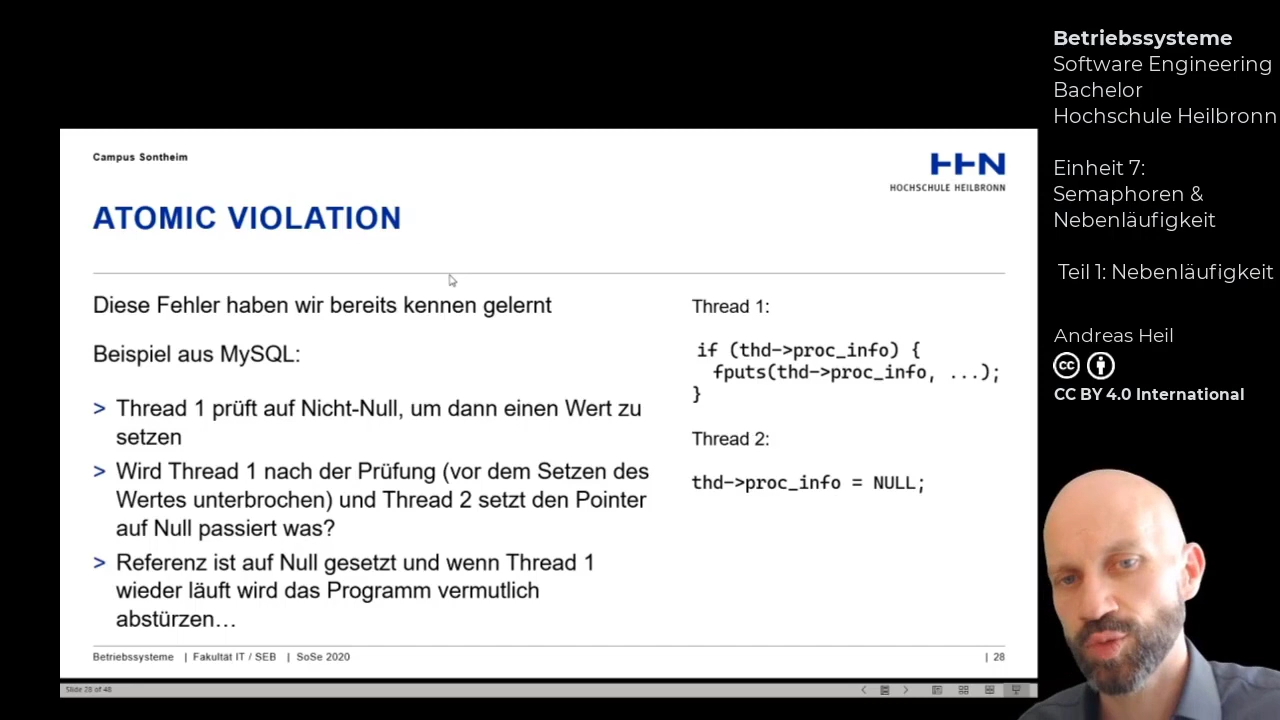 Campus Sontheim
HHN
HOCHSCHULE HEILBRONN
ATOMIC VIOLATION
Diese Fehler haben wir bereits kennen gelernt
Beispiel aus MySQL:
> Thread 1 prüft auf Nicht-Null, um dann einen Wert zu
setzen
> Wird Thread 1 nach der Prüfung (vor dem Setzen des
Wertes unterbrochen) und Thread 2 setzt den Pointer
auf Null passiert was?
> Referenz ist auf Null gesetzt und wenn Thread 1
wieder läuft wird das Programm vermutlich
abstürzen…
Thread 1:
if (thd->proc_info) {
fputs(thd->proc_info, ...);
}
Thread 2:
thd->proc_info = NULL;
Betriebssysteme | Fakultät IT / SEB | SoSe 2020
| 28
Slide 28 of 48
Betriebssysteme
Software Engineering
Bachelor
Hochschule Heilbronn
Einheit 7:
Semaphoren &
Nebenläufigkeit
Teil 1: Nebenläufigkeit
Andreas Heil
cc
CC BY 4.0 International